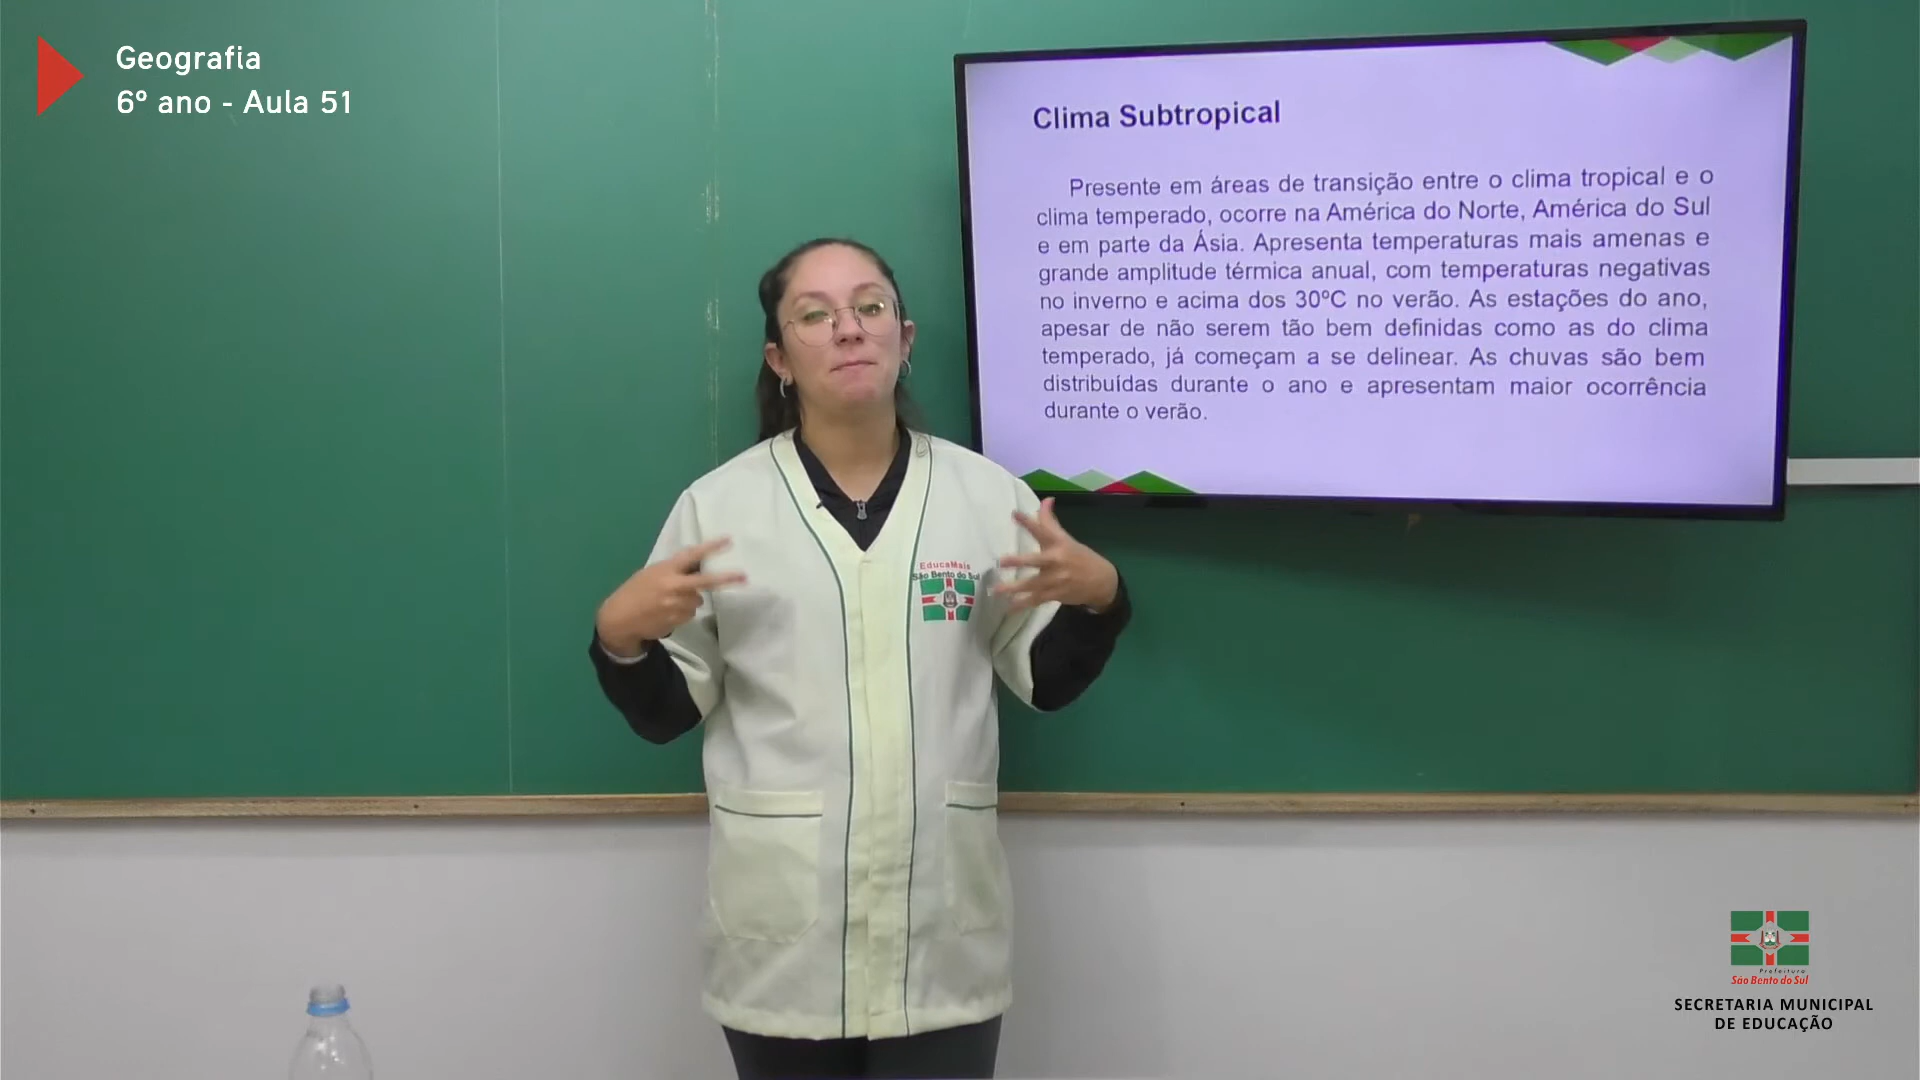 Geografia
6º ano - Aula 51
Clima Subtropical
Presente em áreas de transição entre o clima tropical e o
clima temperado, ocorre na América do Norte, América do Sul
e em parte da Ásia. Apresenta temperaturas mais amenas e
grande amplitude térmica anual, com temperaturas negativas
no inverno e acima dos 30ºC no verão. As estações do ano,
apesar de não serem tão bem definidas como as do clima
temperado, já começam a se delinear. As chuvas são bem
distribuídas durante o ano e apresentam maior ocorrência
durante o verão.
EducaMais
São Bento do Sul
Prefeitura
São Bento do Sul
SECRETARIA MUNICIPAL
DE EDUCAÇÃO